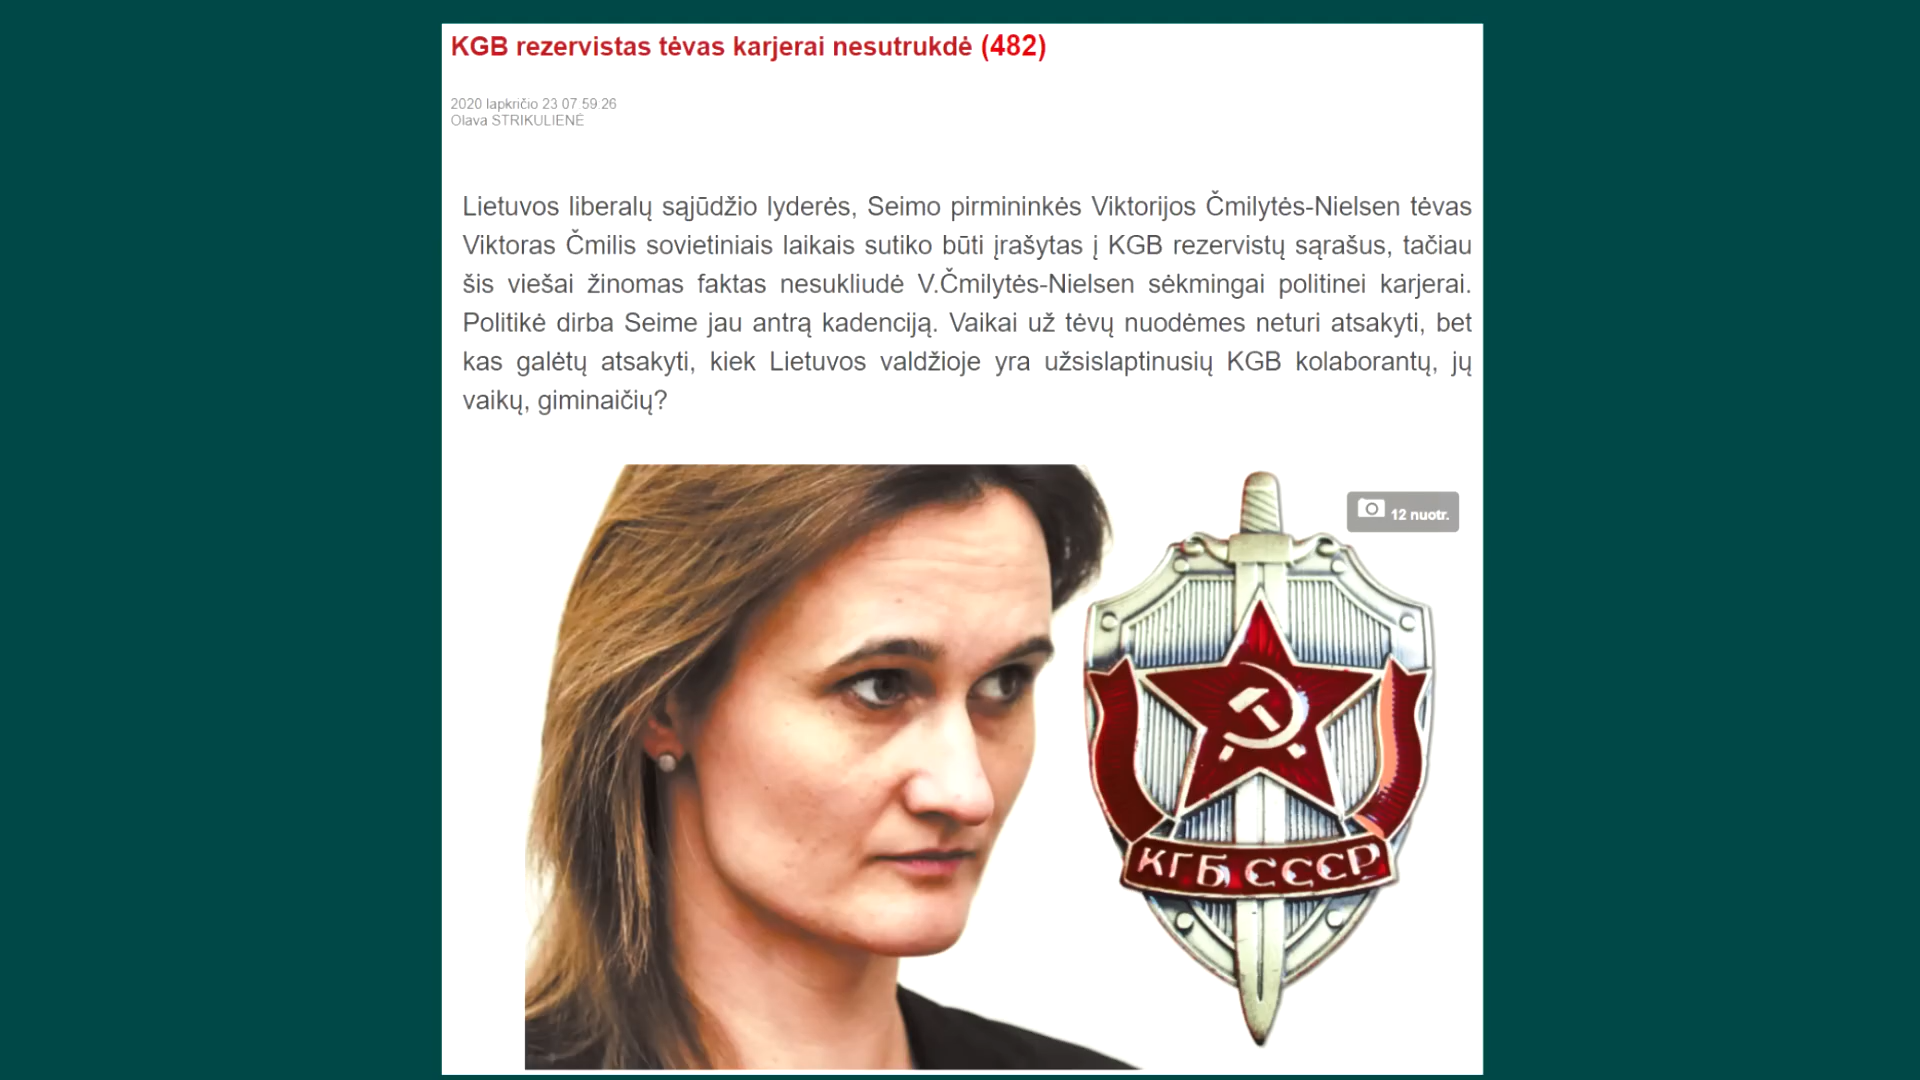 KGB rezervistas tėvas karjerai nesutrukdė (482)
2020 lapkričio 23 07:59:26
Olava STRIKULIENĖ
Lietuvos liberalų sąjūdžio lyderės, Seimo pirmininkės Viktorijos Čmilytės-Nielsen tėvas
Viktoras Čmilis sovietiniais laikais sutiko būti įrašytas į KGB rezervistų sąrašus, tačiau
šis viešai žinomas faktas nesukliudė V.Čmilytės-Nielsen sėkmingai politinei karjerai.
Politikė dirba Seime jau antrą kadenciją. Vaikai už tėvų nuodėmes neturi atsakyti, bet
kas galėtų atsakyti, kiek Lietuvos valdžioje yra užsislaptinusių KGB kolaborantų, jų
vaikų, giminaičių?
12 nuotr.
КГБ СССР